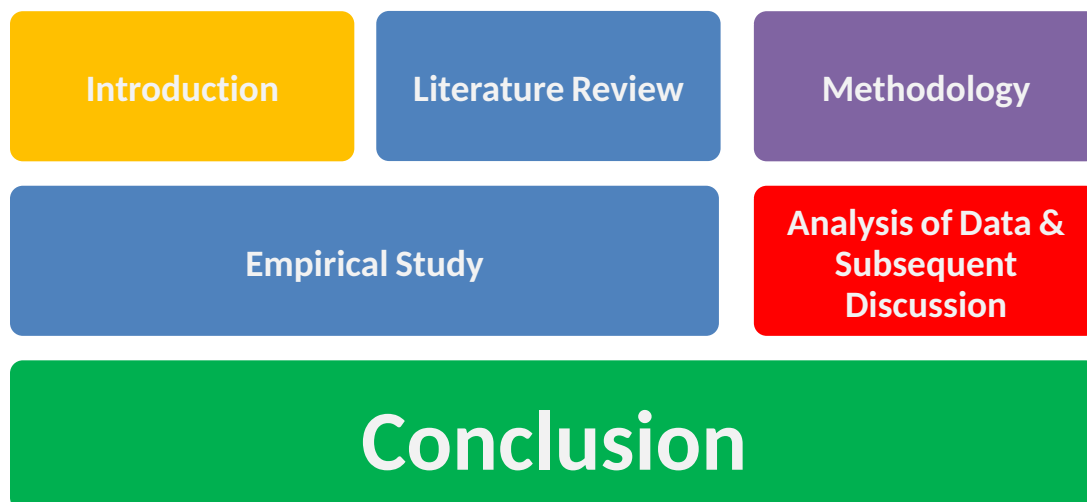 Introduction
Literature Review
Methodology
Empirical Study
Analysis of Data &
Subsequent
Discussion
Conclusion